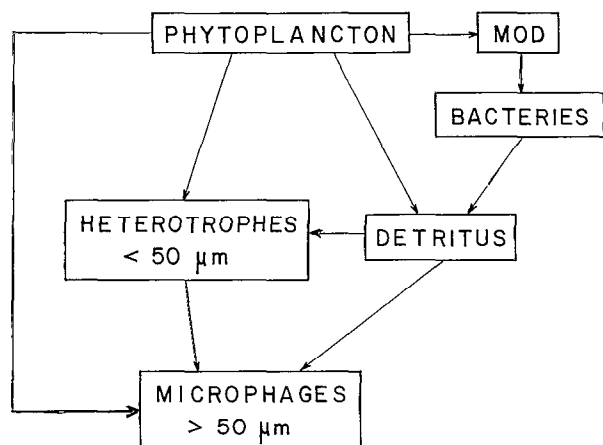 PHYTOPLANCTON
MOD
BACTERIES
HETEROTROPHES
< 50 µm
DETRITUS
MICROPHAGES
> 50 µm